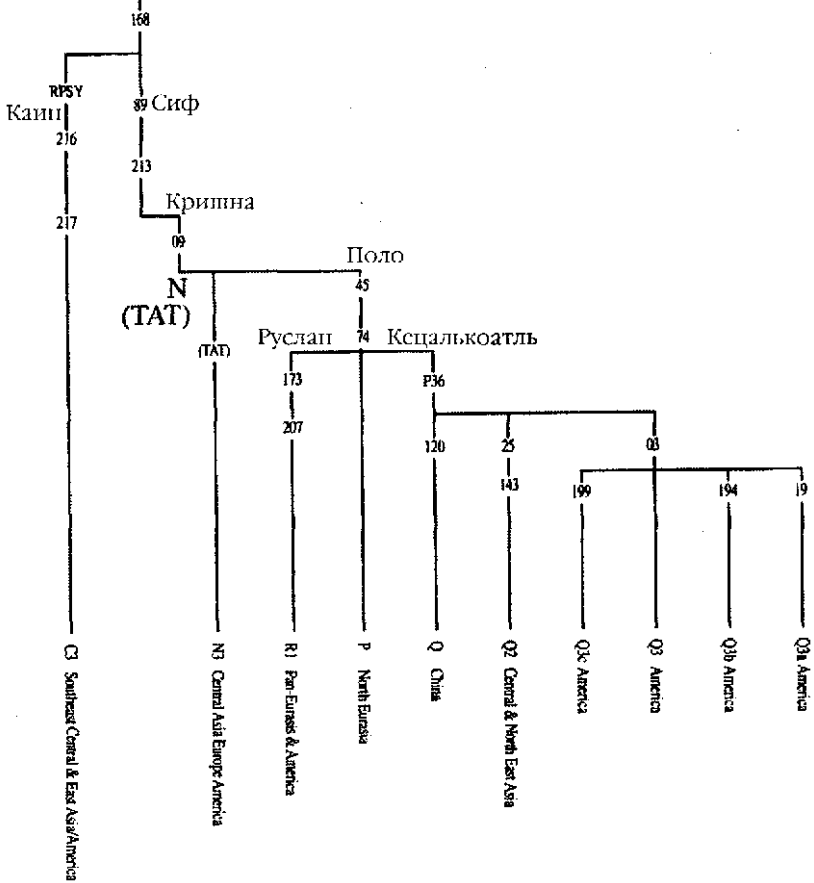 168
RPSY
89 Сиф
Каин
216
213
Кришна
217
09
Поло
N
45
(TAT)
Руслан
74
Кецалькоатль
(TAT)
173
P36
207
120
25
03
143
199
194
19
C3 Southeast Central & East Asia/America
N3 Central Asia Europe America
R1 Pan-Eurasis & America
P North Eurasia
Q China
Q2 Central & North East Asia
Q3c America
Q3 America
Q3b America
Q3a America